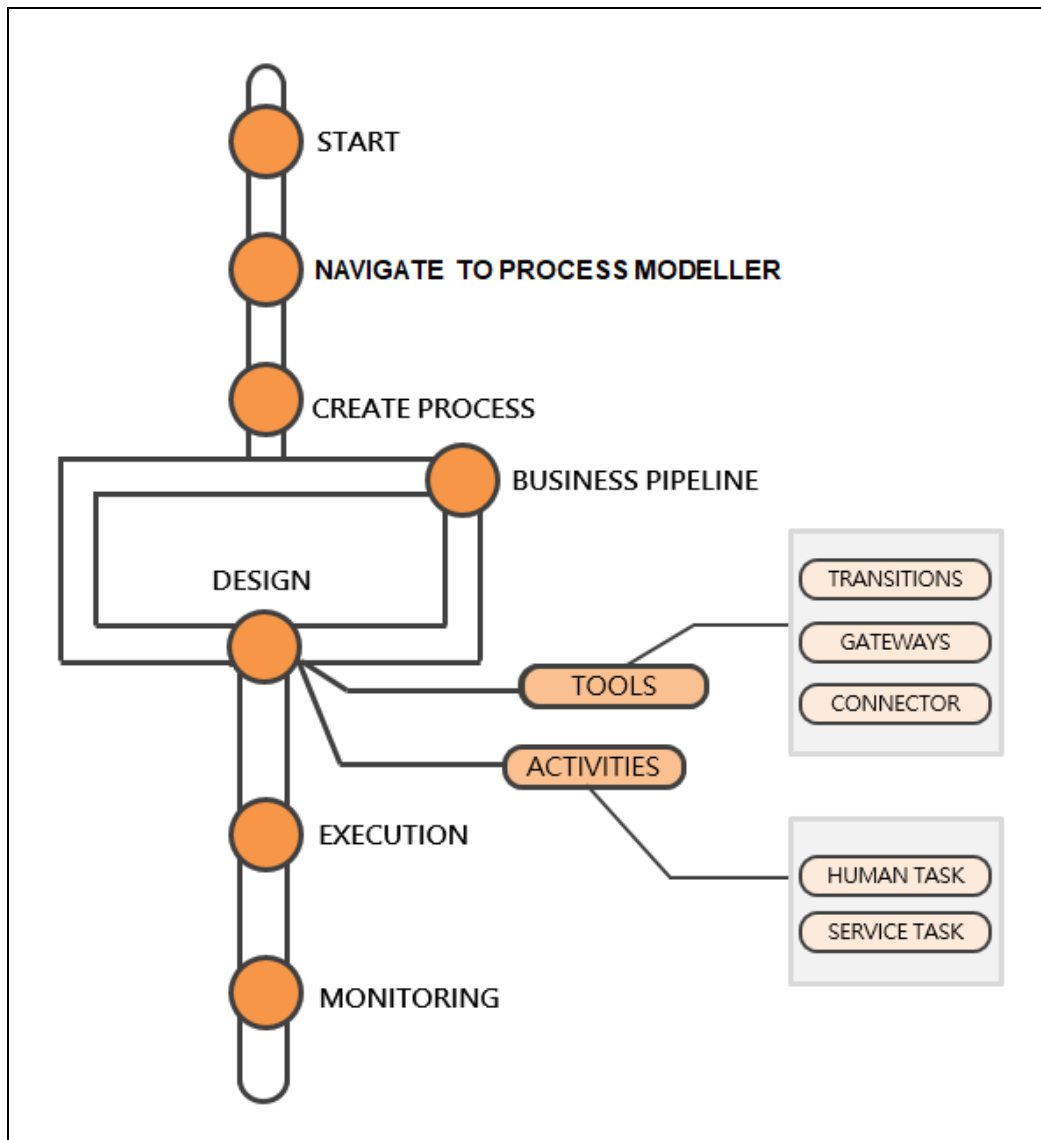 START
NAVIGATE TO PROCESS MODELLER
CREATE PROCESS
BUSINESS PIPELINE
DESIGN
TRANSITIONS
GATEWAYS
CONNECTOR
TOOLS
ACTIVITIES
EXECUTION
HUMAN TASK
SERVICE TASK
MONITORING